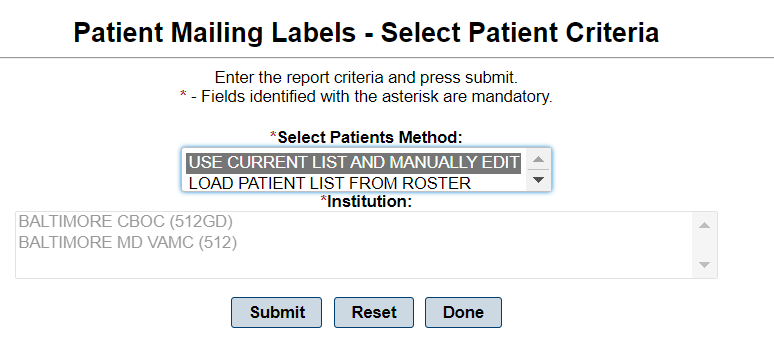 Patient Mailing Labels - Select Patient Criteria
Enter the report criteria and press submit.
* - Fields identified with the asterisk are mandatory.
*Select Patients Method:
USE CURRENT LIST AND MANUALLY EDIT
LOAD PATIENT LIST FROM ROSTER
*Institution:
BALTIMORE CBOC (512GD)
BALTIMORE MD VAMC (512)
Submit Reset Done